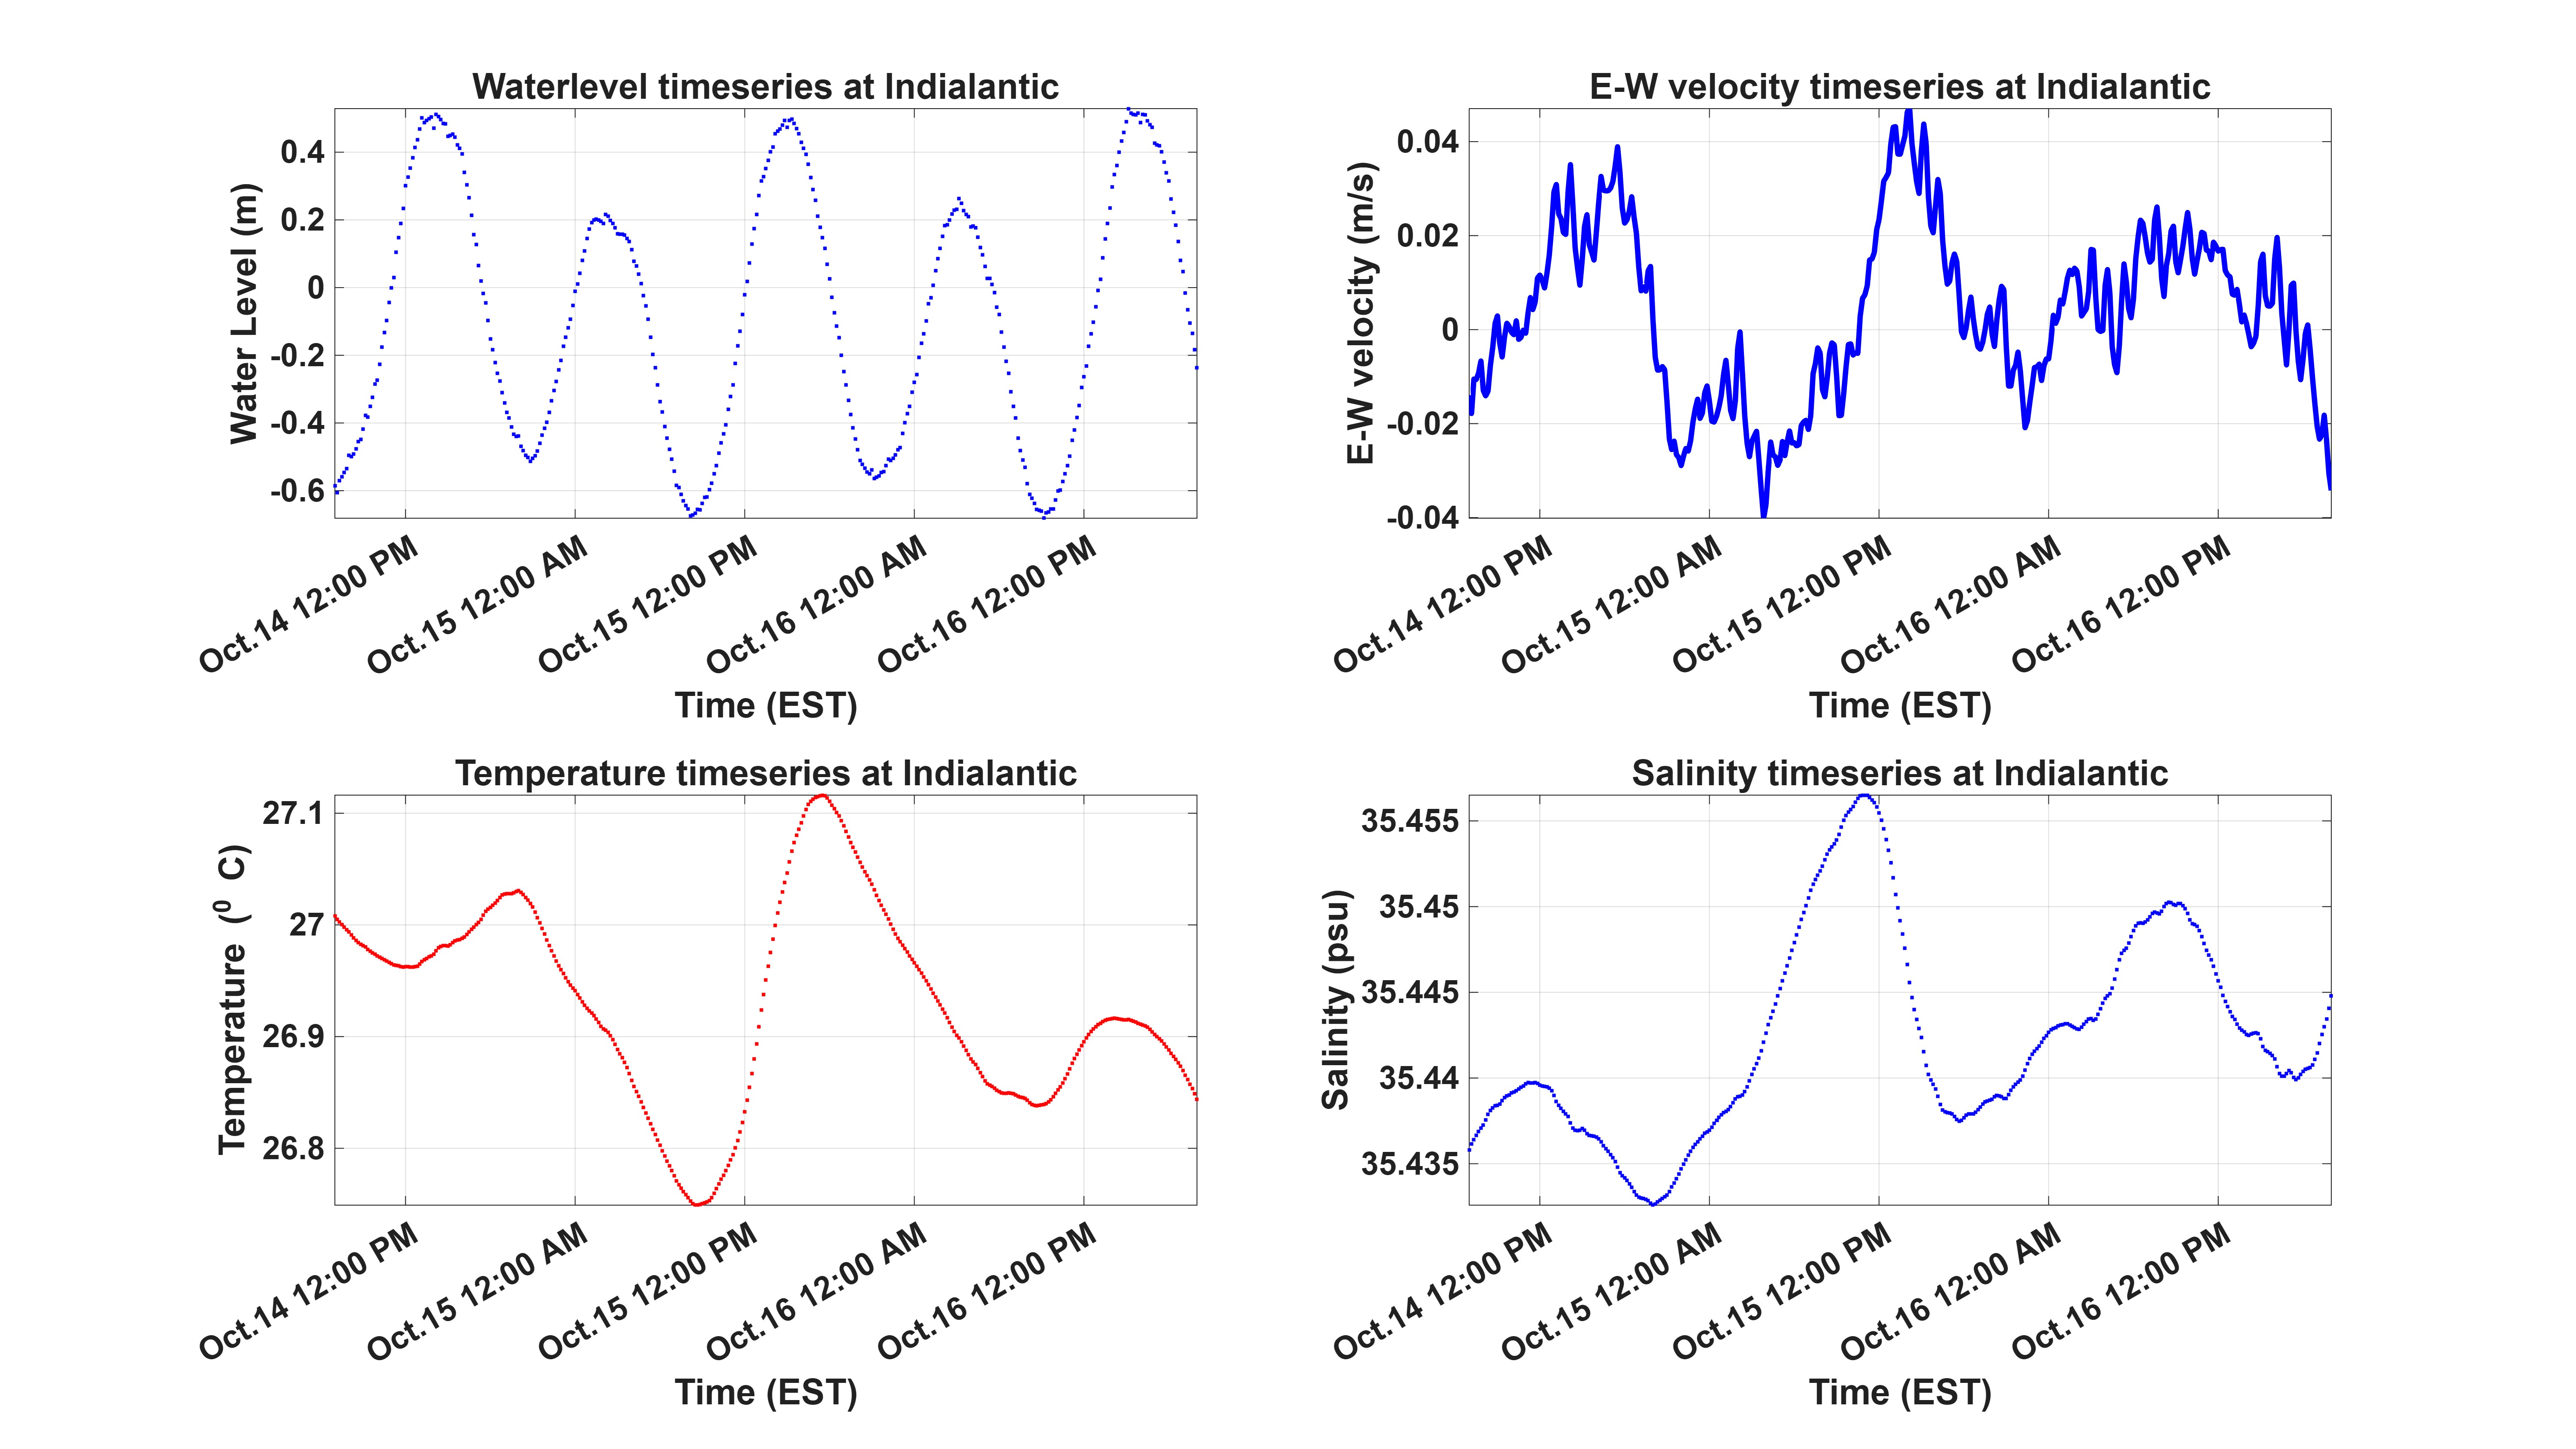 Waterlevel timeseries at Indialantic
0.4
0.2
0
-0.2
-0.4
-0.6
Water Level (m)
Oct.14 12:00 PM
Oct.15 12:00 AM
Oct.15 12:00 PM
Oct.16 12:00 AM
Oct.16 12:00 PM
Time (EST)
E-W velocity timeseries at Indialantic
0.04
0.02
0
-0.02
-0.04
E-W velocity (m/s)
Oct.14 12:00 PM
Oct.15 12:00 AM
Oct.15 12:00 PM
Oct.16 12:00 AM
Oct.16 12:00 PM
Time (EST)
Temperature timeseries at Indialantic
27.1
27
26.9
26.8
Temperature (⁰ C)
Oct.14 12:00 PM
Oct.15 12:00 AM
Oct.15 12:00 PM
Oct.16 12:00 AM
Oct.16 12:00 PM
Time (EST)
Salinity timeseries at Indialantic
35.455
35.45
35.445
35.44
35.435
Salinity (psu)
Oct.14 12:00 PM
Oct.15 12:00 AM
Oct.15 12:00 PM
Oct.16 12:00 AM
Oct.16 12:00 PM
Time (EST)